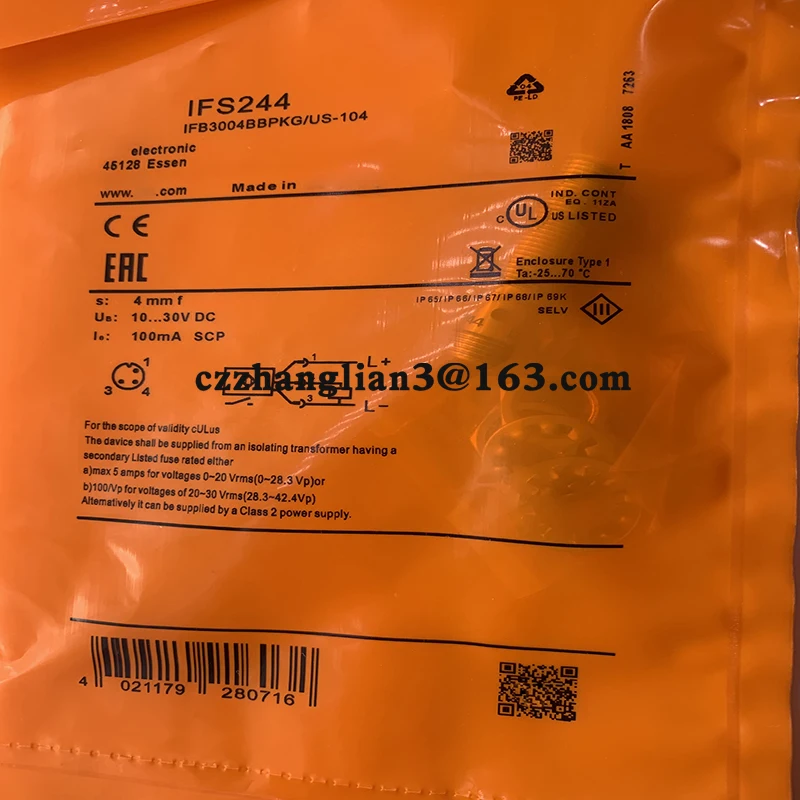 IFS244
IFB3004BBPKG/US-104
electronic
45128 Essen
www. .com Made in
04
PE-LD
T AA 1808 7263
CE
EAC
IND. CONT
EQ. 11ZA
c UL US LISTED
Enclosure Type 1
Ta:-25...70 °C
s: 4 mm f
UB: 10...30V DC
Ie: 100mA SCP
IP 65/IP 66/IP 67/IP 68/IP 69K
SELV III
1
3 4
1 L+
3 L-
czzhanglian3@163.com
For the scope of validity cULus
The device shall be supplied from an isolating transformer having a
secondary Listed fuse rated either
a)max 5 amps for voltages 0~20 Vrms(0~28.3 Vp)or
b)100/Vp for voltages of 20~30 Vrms(28.3~42.4Vp)
Alternatively it can be supplied by a Class 2 power supply.
4 021179 280716